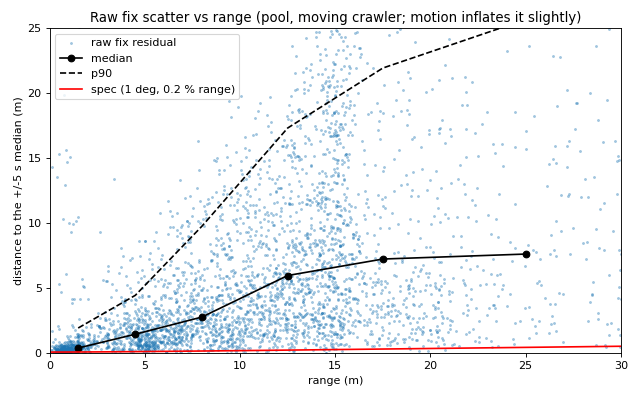 Raw fix scatter vs range (pool, moving crawler; motion inflates it slightly)
25
20
15
10
5
0
distance to the +/-5 s median (m)
raw fix residual
median
p90
spec (1 deg, 0.2 % range)
0 5 10 15 20 25 30
range (m)